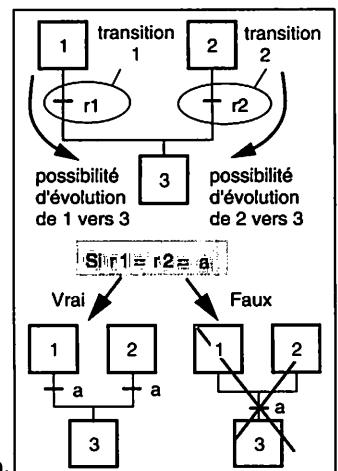 transition
1
transition
2
1
2
r1
r2
possibilité
d'évolution
de 1 vers 3
3
possibilité
d'évolution
de 2 vers 3
Si r1 = r2 = a
Vrai
Faux
1
2
1
2
a
a
a
3
3